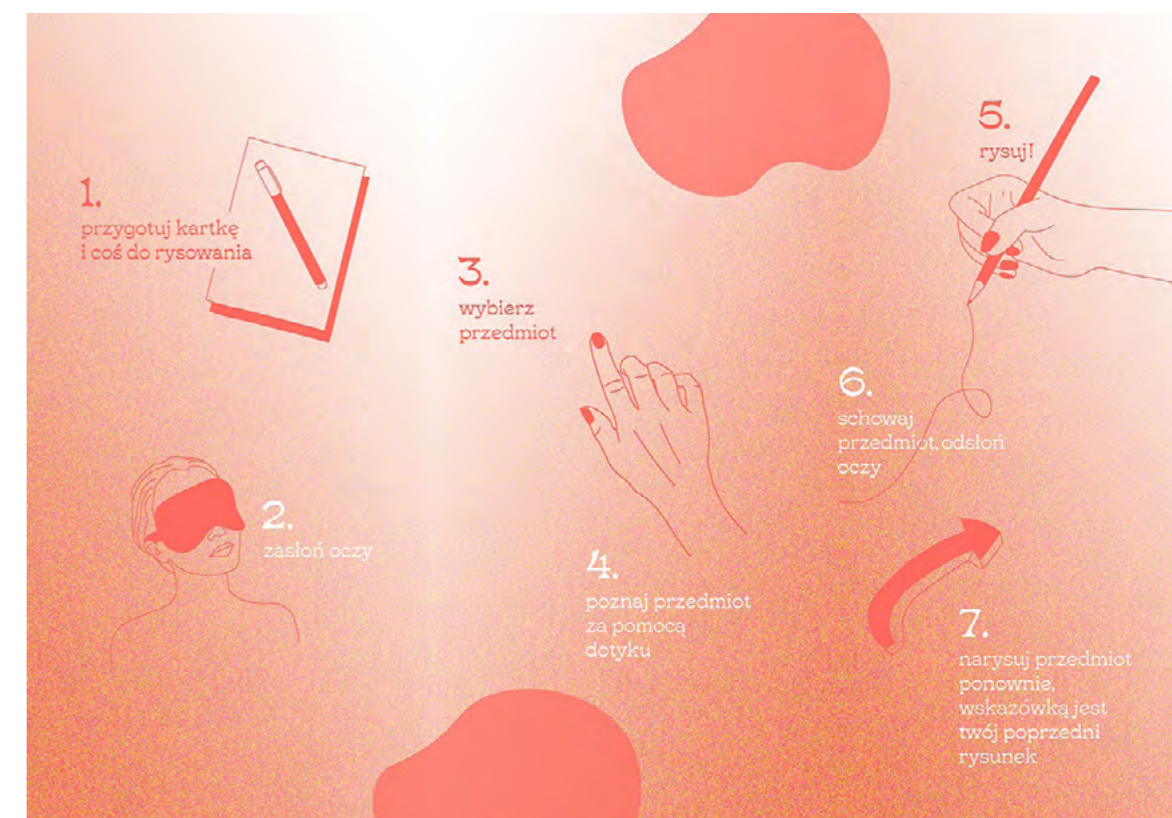 1.
przygotuj kartkę
i coś do rysowania
2.
zasłoń oczy
3.
wybierz
przedmiot
4.
poznaj przedmiot
za pomocą
dotyku
5.
rysuj!
6.
schowaj
przedmiot, odsłoń
oczy
7.
narysuj przedmiot
ponownie,
wskazówką jest
twój poprzedni
rysunek